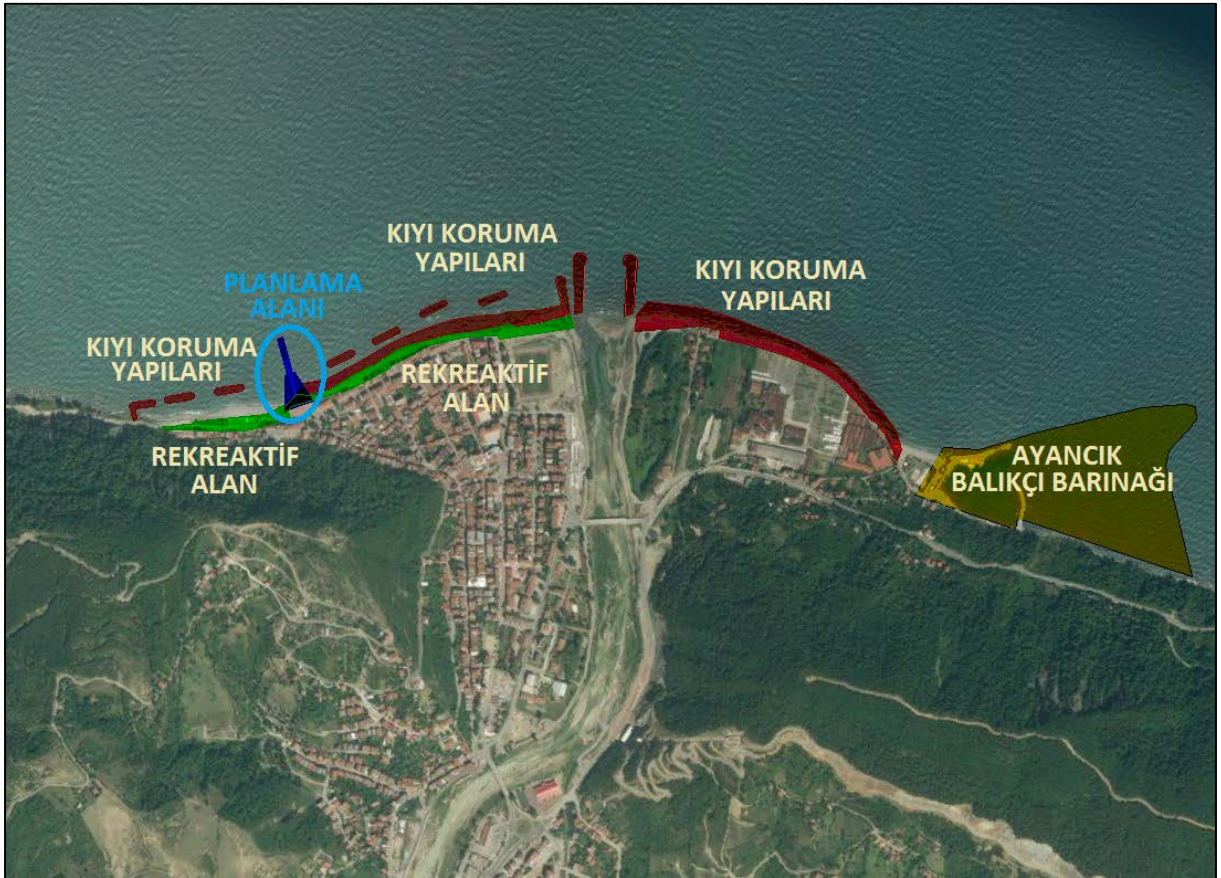 KIYI KORUMA
YAPILARI
KIYI KORUMA
YAPILARI
PLANLAMA
ALANI
KIYI KORUMA
YAPILARI
REKREAKTİF
ALAN
REKREAKTİF
ALAN
AYANCIK
BALIKÇI BARINAĞI